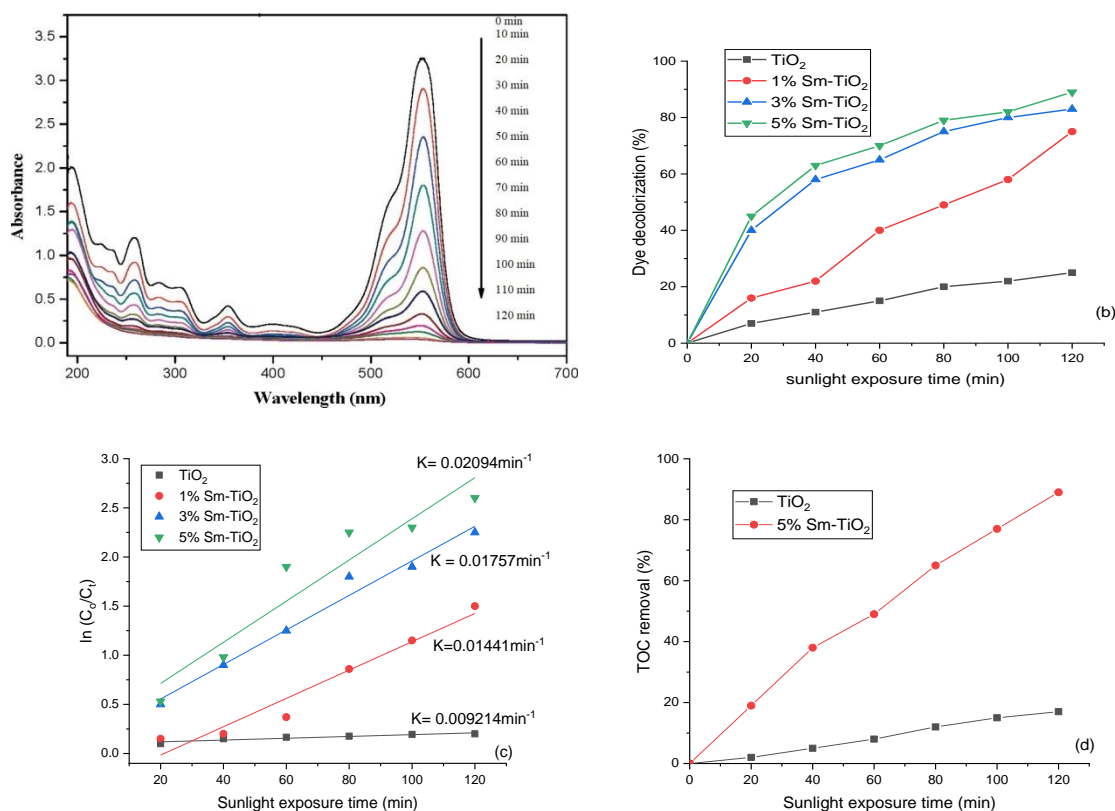 0 min
10 min
20 min
30 min
40 min
50 min
60 min
70 min
80 min
90 min
100 min
110 min
120 min
3.5
3.0
2.5
2.0
1.5
1.0
0.5
0.0
Absorbance
200
300
400
500
600
700
Wavelength (nm)
TiO₂
1% Sm-TiO₂
3% Sm-TiO₂
5% Sm-TiO₂
100
80
60
40
20
0
Dye decolorization (%)
(b)
0
20
40
60
80
100
120
sunlight exposure time (min)
TiO₂
1% Sm-TiO₂
3% Sm-TiO₂
5% Sm-TiO₂
K= 0.02094min⁻¹
K = 0.01757min⁻¹
K=0.01441min⁻¹
K= 0.009214min⁻¹
3.0
2.5
2.0
1.5
1.0
0.5
0.0
ln (C₀/Cₜ)
(c)
20
40
60
80
100
120
Sunlight exposure time (min)
TiO₂
5% Sm-TiO₂
100
80
60
40
20
0
TOC removal (%)
(d)
0
20
40
60
80
100
120
Sunlight exposure time (min)